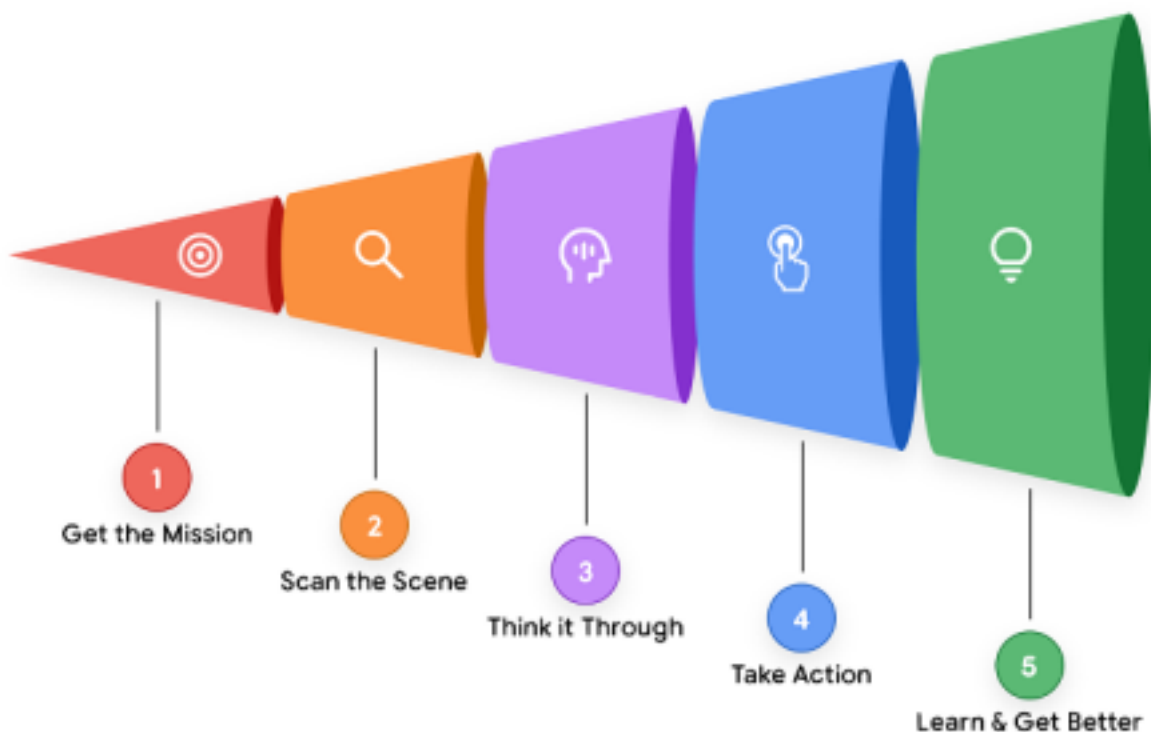 1
Get the Mission
2
Scan the Scene
3
Think it Through
4
Take Action
5
Learn & Get Better